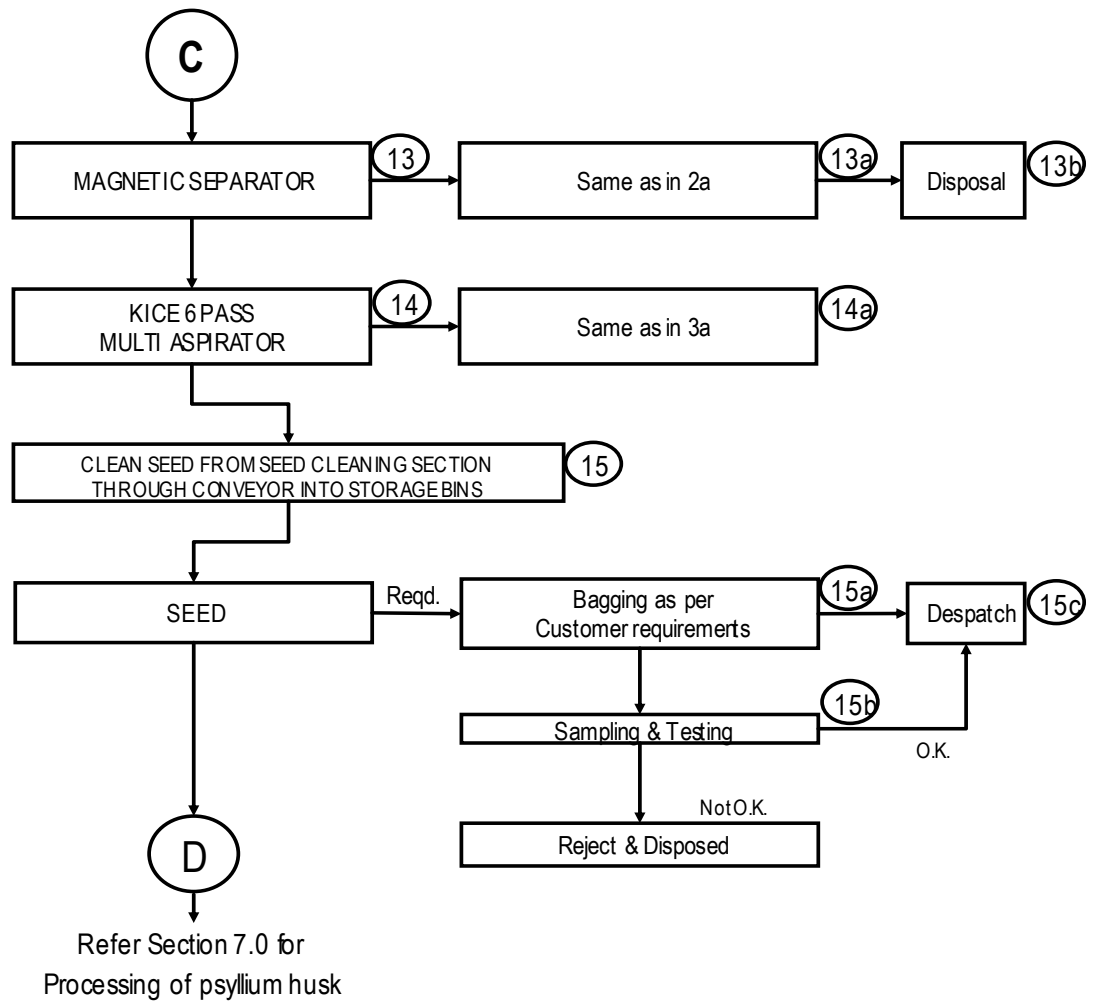 C
MAGNETIC SEPARATOR
13
Same as in 2a
13a
Disposal
13b
KICE 6 PASS
MULTI ASPIRATOR
14
Same as in 3a
14a
CLEAN SEED FROM SEED CLEANING SECTION
THROUGH CONVEYOR INTO STORAGE BINS
15
SEED
Reqd.
Bagging as per
Customer requirements
15a
Despatch
15c
Sampling & Testing
15b
O.K.
Not O.K.
Reject & Disposed
D
Refer Section 7.0 for
Processing of psyllium husk